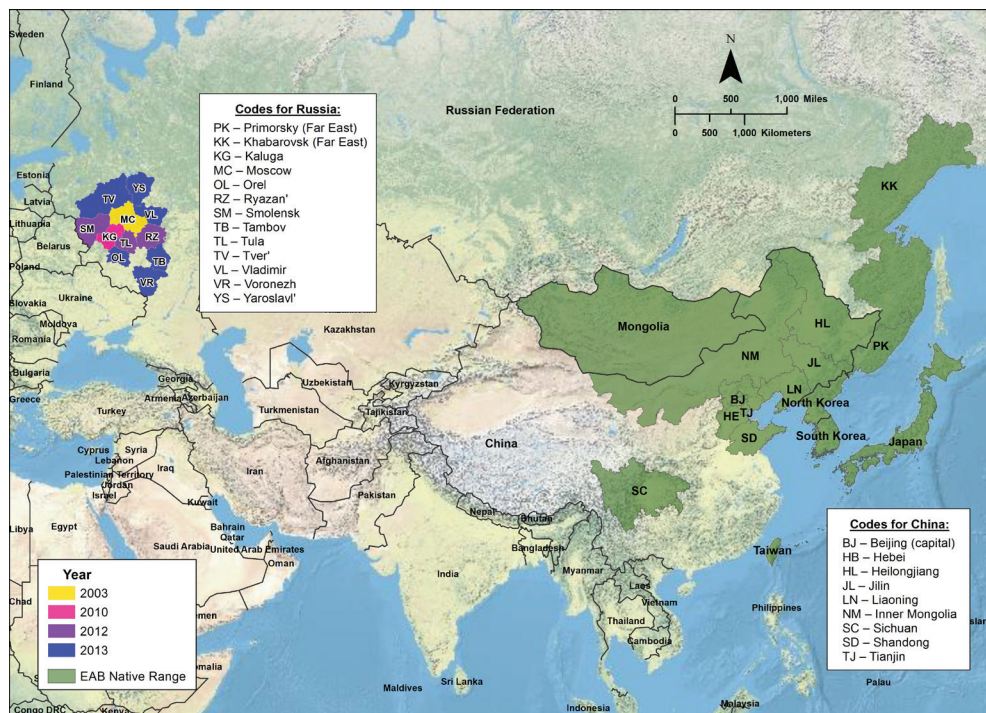 Sweden
Finland
Russian Federation
N
0 500 1,000 Miles
0 500 1,000 Kilometers
Codes for Russia:
PK – Primorsky (Far East)
KK – Khabarovsk (Far East)
KG – Kaluga
MC – Moscow
OL – Orel
RZ – Ryazan'
SM – Smolensk
TB – Tambov
TL – Tula
TV – Tver'
VL – Vladimir
VR – Voronezh
YS – Yaroslavl'
Estonia
Latvia
Lithuania
Belarus
Poland
Ukraine
Slovakia
Moldova
Romania
Bulgaria
Greece
YS
TV
VL
MC
SM
KG
TL
RZ
OL
TB
VR
KK
Kazakhstan
Mongolia
HL
PK
NM
JL
LN
BJ
HE
TJ
SD
North Korea
South Korea
Japan
Georgia
Armenia
Azerbaijan
Uzbekistan
Kyrgyzstan
Turkmenistan
Tajikistan
Turkey
China
SC
Cyprus
Syria
Lebanon
Iraq
Iran
Afghanistan
Palestinian Territory
Jordan
Israel
Pakistan
Kuwait
Nepal
Bhutan
Libya
Egypt
Bahrain
Qatar
Saudi Arabia
United Arab Emirates
Oman
Bangladesh
India
Myanmar
Taiwan
Laos
Vietnam
Thailand
Cambodia
Philippines
Chad
Sri Lanka
Maldives
Indonesia
Malaysia
Palau
Congo DRC
Kenya
Year
2003
2010
2012
2013
EAB Native Range
Codes for China:
BJ – Beijing (capital)
HB – Hebei
HL – Heilongjiang
JL – Jilin
LN – Liaoning
NM – Inner Mongolia
SC – Sichuan
SD – Shandong
TJ – Tianjin